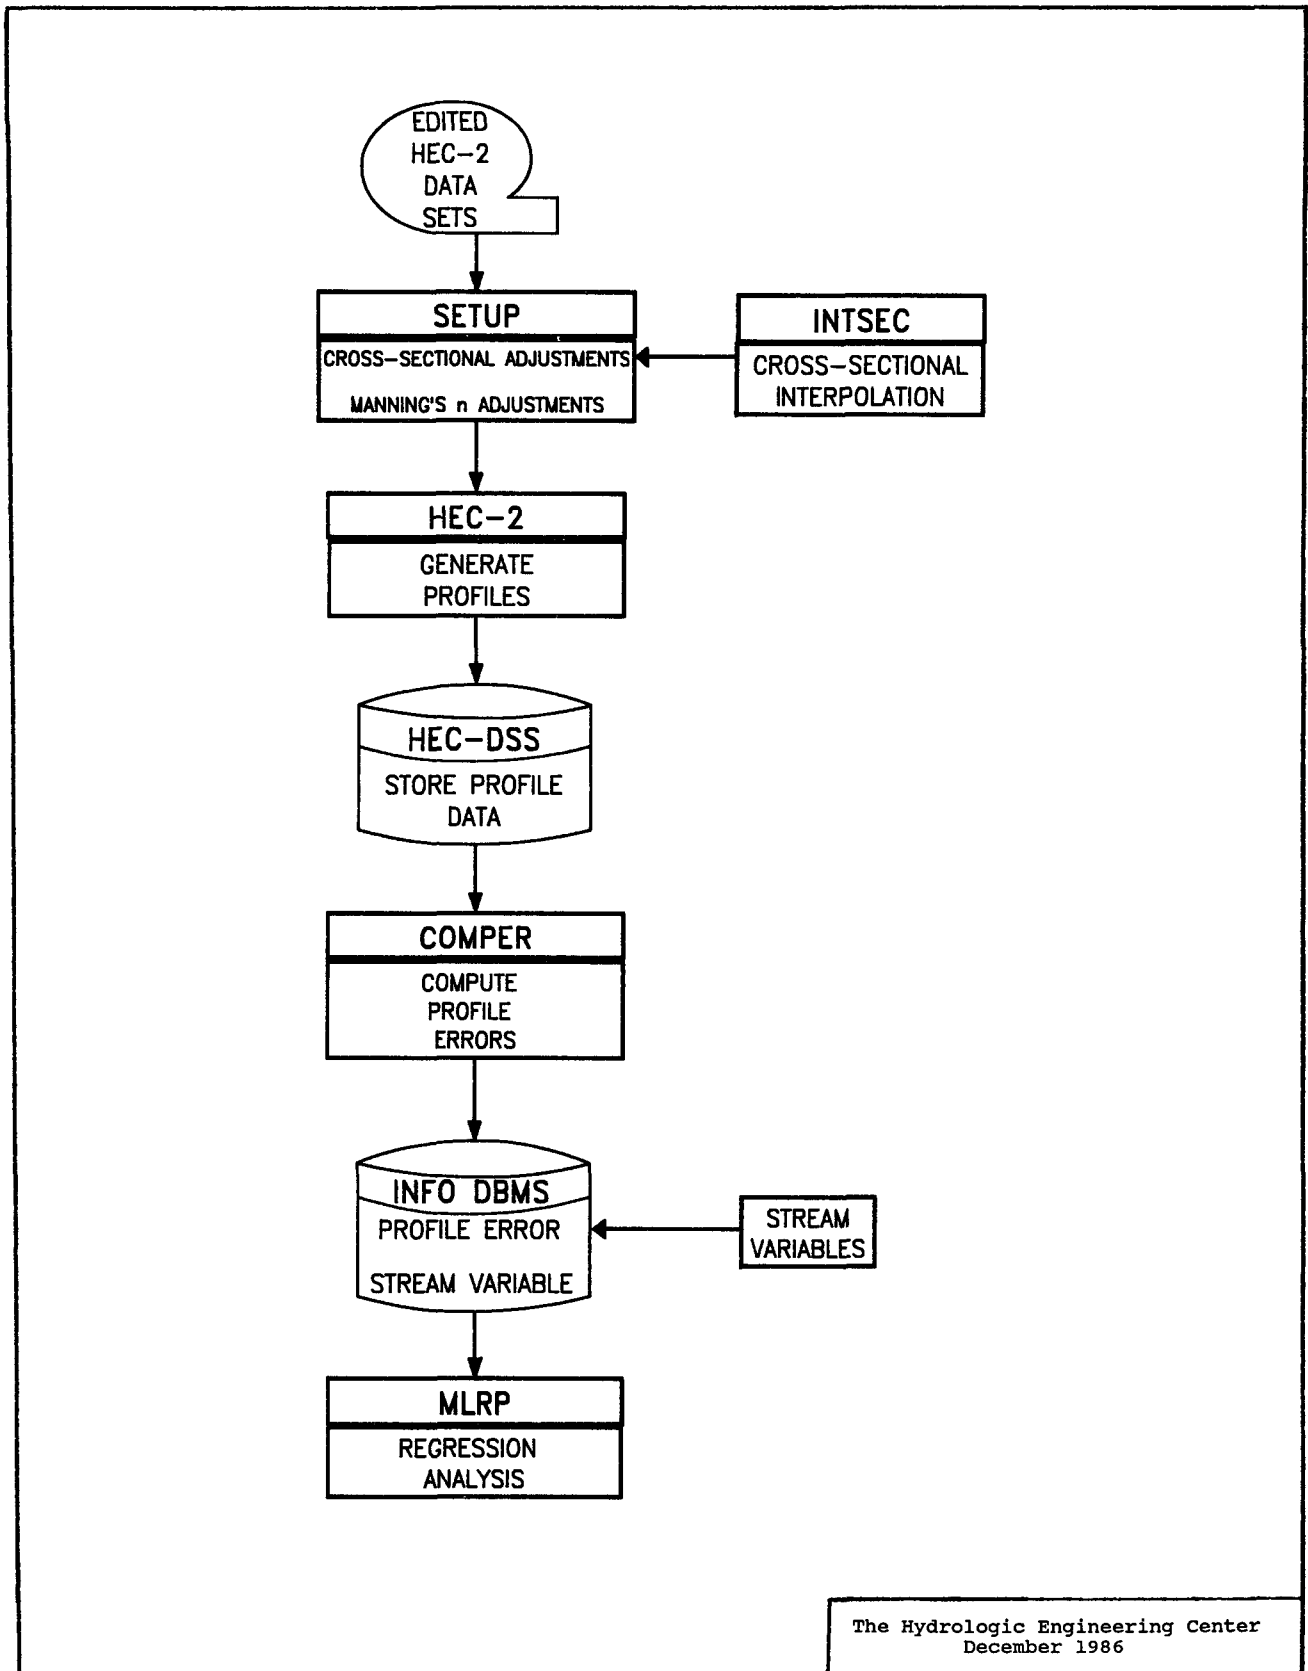 EDITED
HEC-2
DATA
SETS
SETUP
CROSS-SECTIONAL ADJUSTMENTS
MANNING'S n ADJUSTMENTS
INTSEC
CROSS-SECTIONAL
INTERPOLATION
HEC-2
GENERATE
PROFILES
HEC-DSS
STORE PROFILE
DATA
COMPER
COMPUTE
PROFILE
ERRORS
INFO DBMS
PROFILE ERROR
STREAM VARIABLE
STREAM
VARIABLES
MLRP
REGRESSION
ANALYSIS
The Hydrologic Engineering Center
December 1986